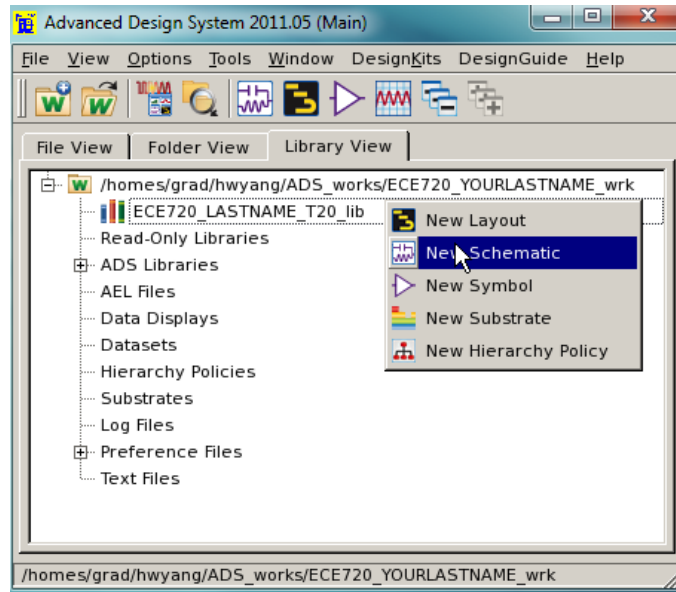 Advanced Design System 2011.05 (Main)
File View Options Tools Window DesignKits DesignGuide Help
File View Folder View Library View
/homes/grad/hwyang/ADS_works/ECE720_YOURLASTNAME_wrk
ECE720_LASTNAME_T20_lib
Read-Only Libraries
ADS Libraries
AEL Files
Data Displays
Datasets
Hierarchy Policies
Substrates
Log Files
Preference Files
Text Files
New Layout
New Schematic
New Symbol
New Substrate
New Hierarchy Policy
/homes/grad/hwyang/ADS_works/ECE720_YOURLASTNAME_wrk